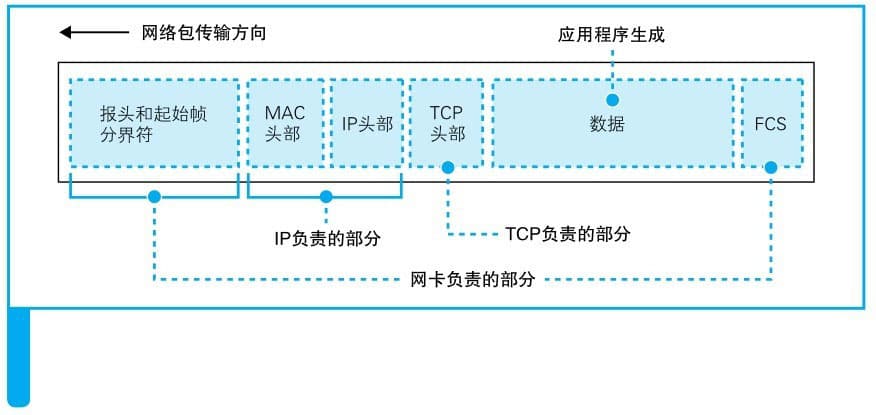 网络包传输方向
应用程序生成
报头和起始帧
分界符
MAC
头部
IP头部
TCP
头部
数据
FCS
IP负责的部分
TCP负责的部分
网卡负责的部分